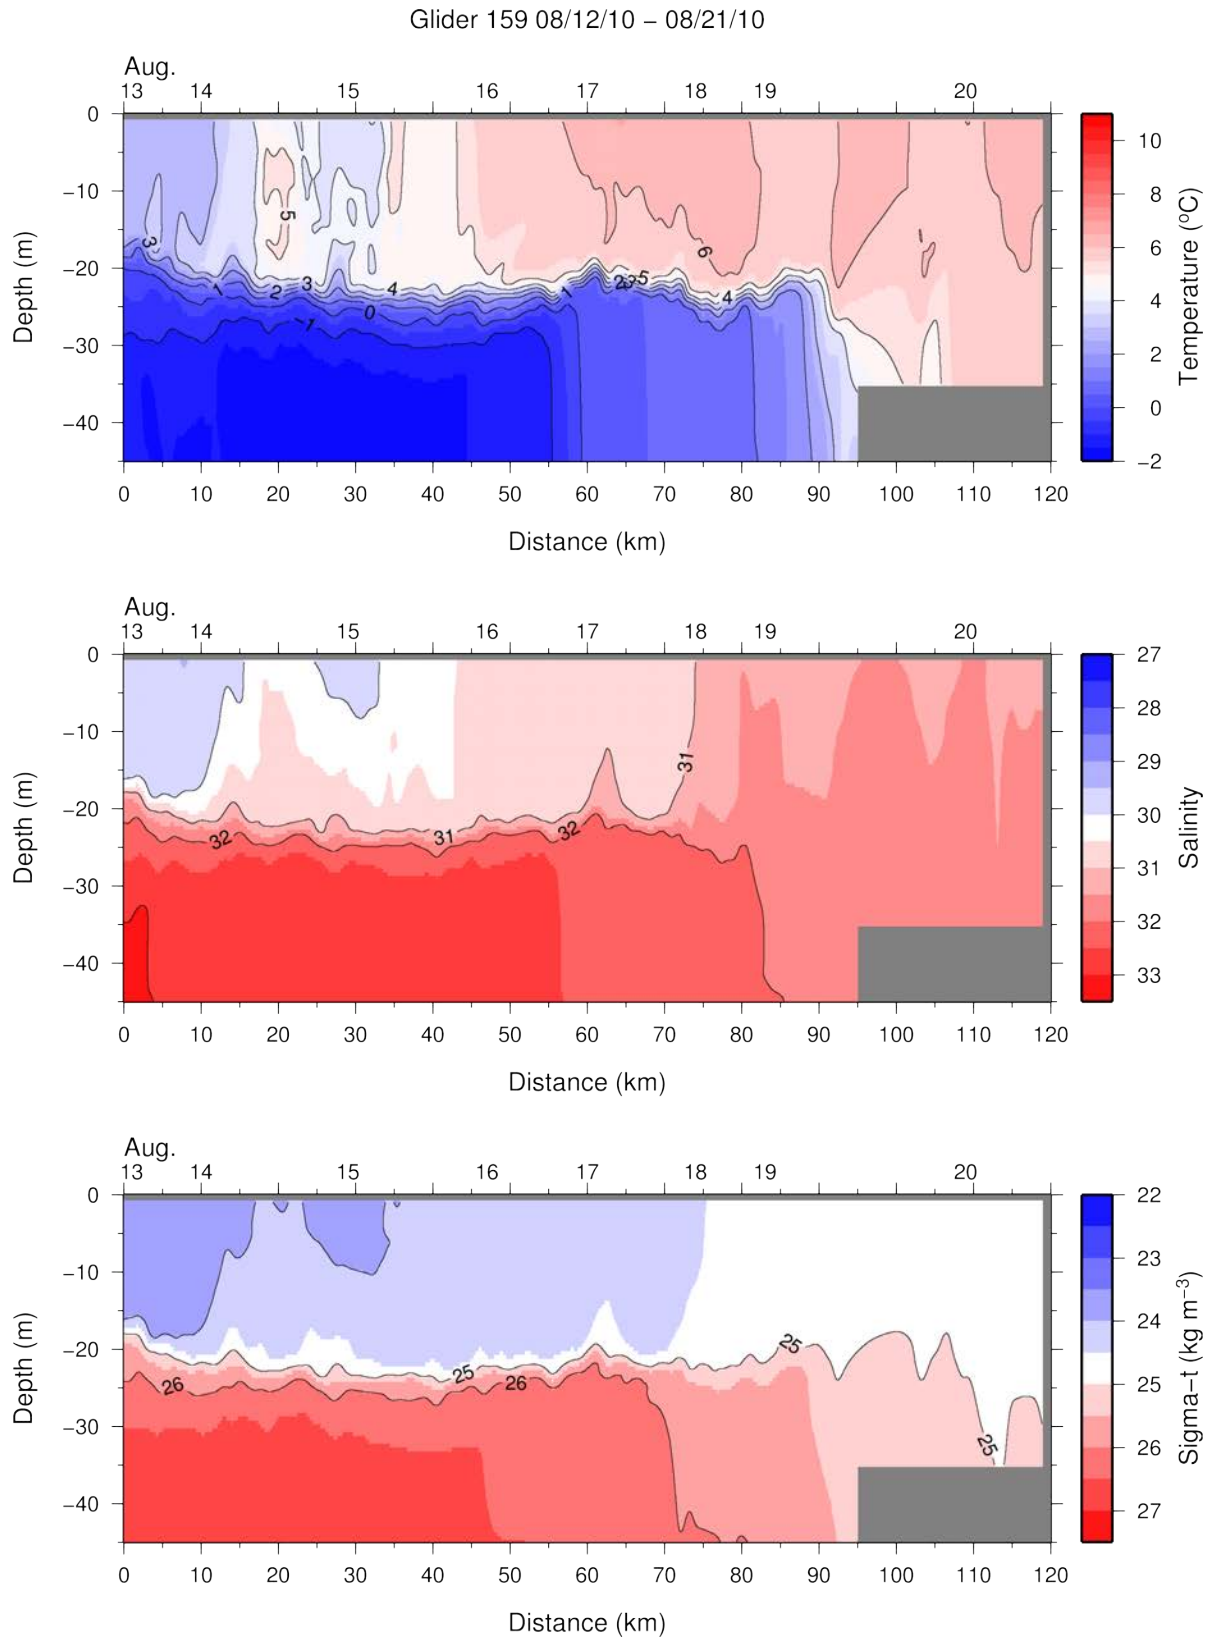 Glider 159 08/12/10 − 08/21/10
Aug.
13 14 15 16 17 18 19 20
0
−10
−20
−30
−40
Depth (m)
3 5 6 1 2 3 4 0 −1 1 2 3 5 4
0 10 20 30 40 50 60 70 80 90 100 110 120
Distance (km)
10
8
6
4
2
0
−2
Temperature (°C)
Aug.
13 14 15 16 17 18 19 20
0
−10
−20
−30
−40
Depth (m)
31 32 31 32
0 10 20 30 40 50 60 70 80 90 100 110 120
Distance (km)
27
28
29
30
31
32
33
Salinity
Aug.
13 14 15 16 17 18 19 20
0
−10
−20
−30
−40
Depth (m)
25 26 25 26 25
0 10 20 30 40 50 60 70 80 90 100 110 120
Distance (km)
22
23
24
25
26
27
Sigma−t (kg m⁻³)